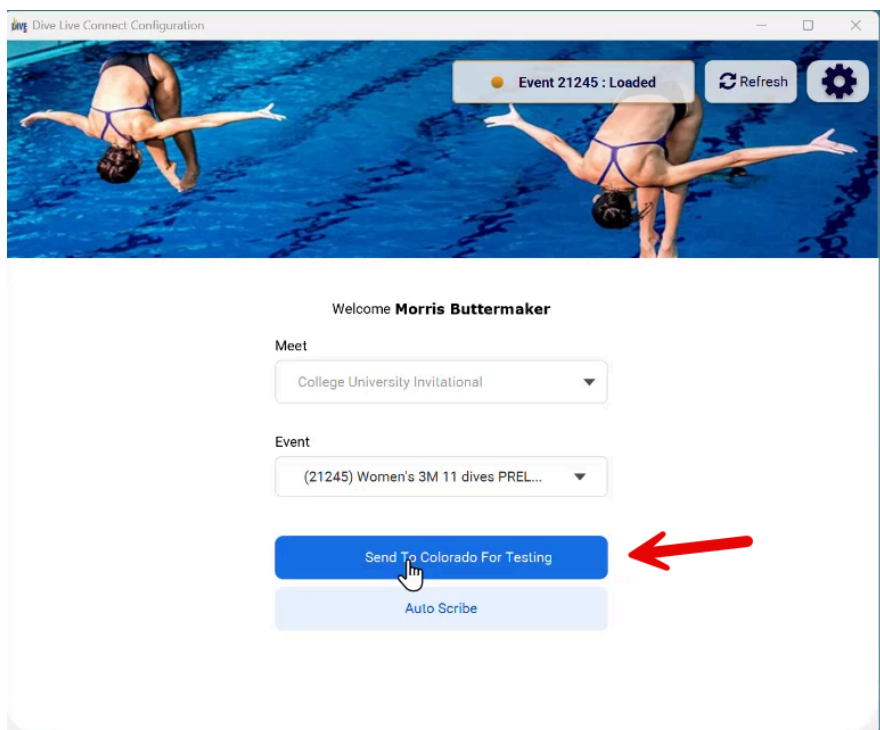 DIVE Dive Live Connect Configuration
Event 21245 : Loaded
Refresh
Welcome Morris Buttermaker
Meet
College University Invitational
Event
(21245) Women's 3M 11 dives PREL...
Send To Colorado For Testing
Auto Scribe